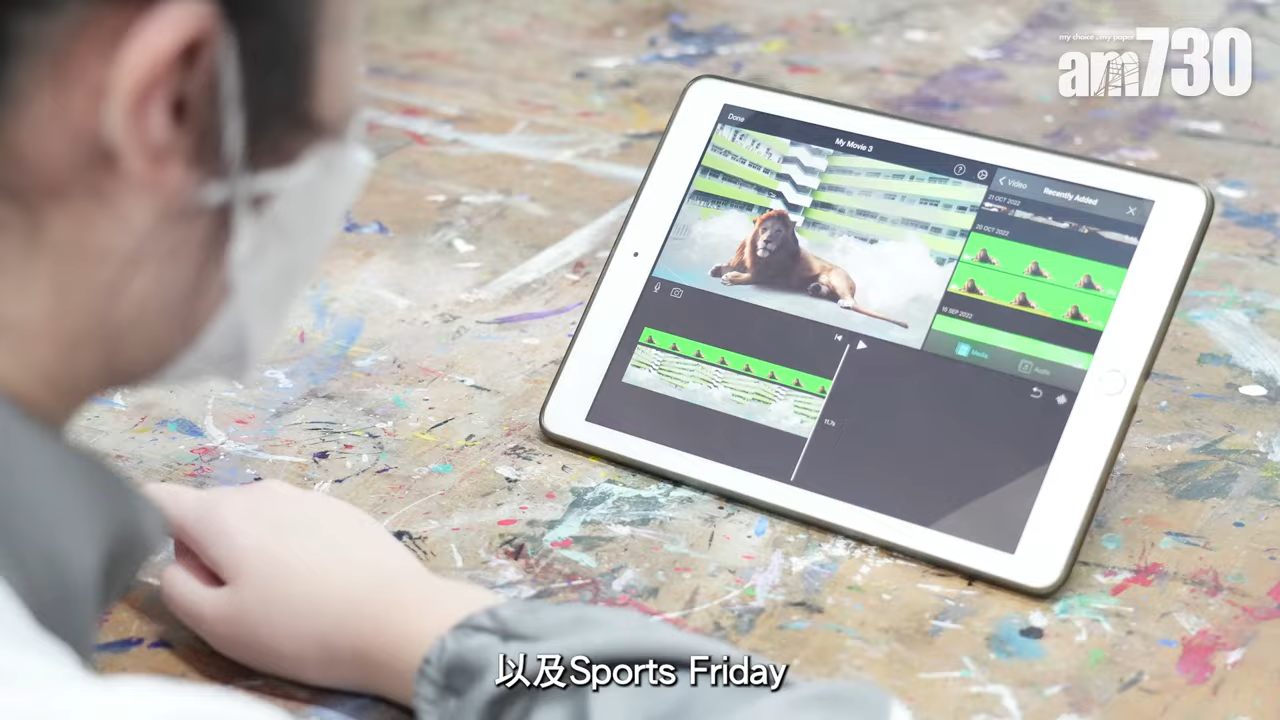 my choice . my paper
am730
Done
My Movie 3
Video
Recently Added
21 OCT 2022
20 OCT 2022
16 SEP 2022
Media
Audio
以及Sports Friday